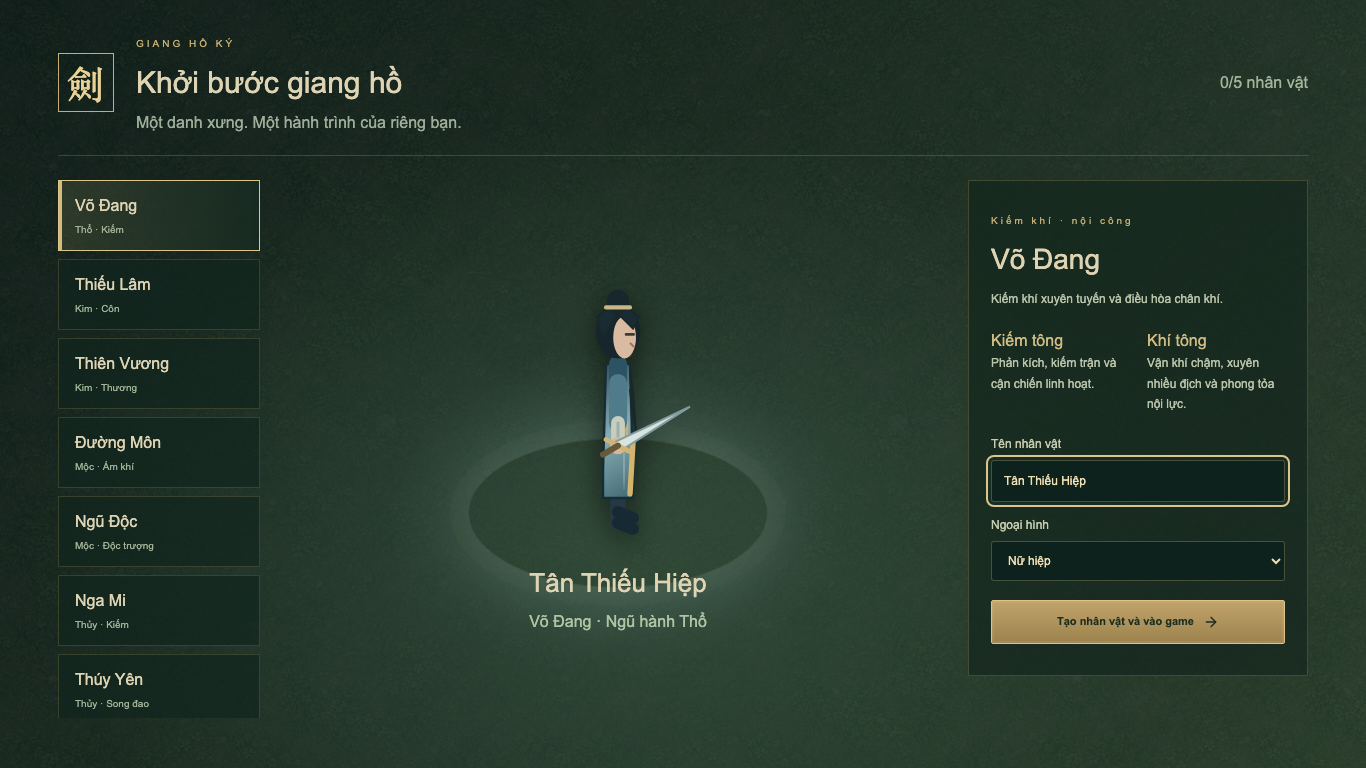 GIANG HỒ KÝ
劍
Khởi bước giang hồ
Một danh xưng. Một hành trình của riêng bạn.
0/5 nhân vật
Võ Đang
Thổ · Kiếm
Thiếu Lâm
Kim · Côn
Thiên Vương
Kim · Thương
Đường Môn
Mộc · Ám khí
Ngũ Độc
Mộc · Độc trượng
Nga Mi
Thủy · Kiếm
Thúy Yên
Thủy · Song đao
Tân Thiếu Hiệp
Võ Đang · Ngũ hành Thổ
Kiếm khí · nội công
Võ Đang
Kiếm khí xuyên tuyến và điều hòa chân khí.
Kiếm tông
Phản kích, kiếm trận và
cận chiến linh hoạt.
Khí tông
Vận khí chậm, xuyên
nhiều địch và phong tỏa
nội lực.
Tên nhân vật
Tân Thiếu Hiệp
Ngoại hình
Nữ hiệp
Tạo nhân vật và vào game →